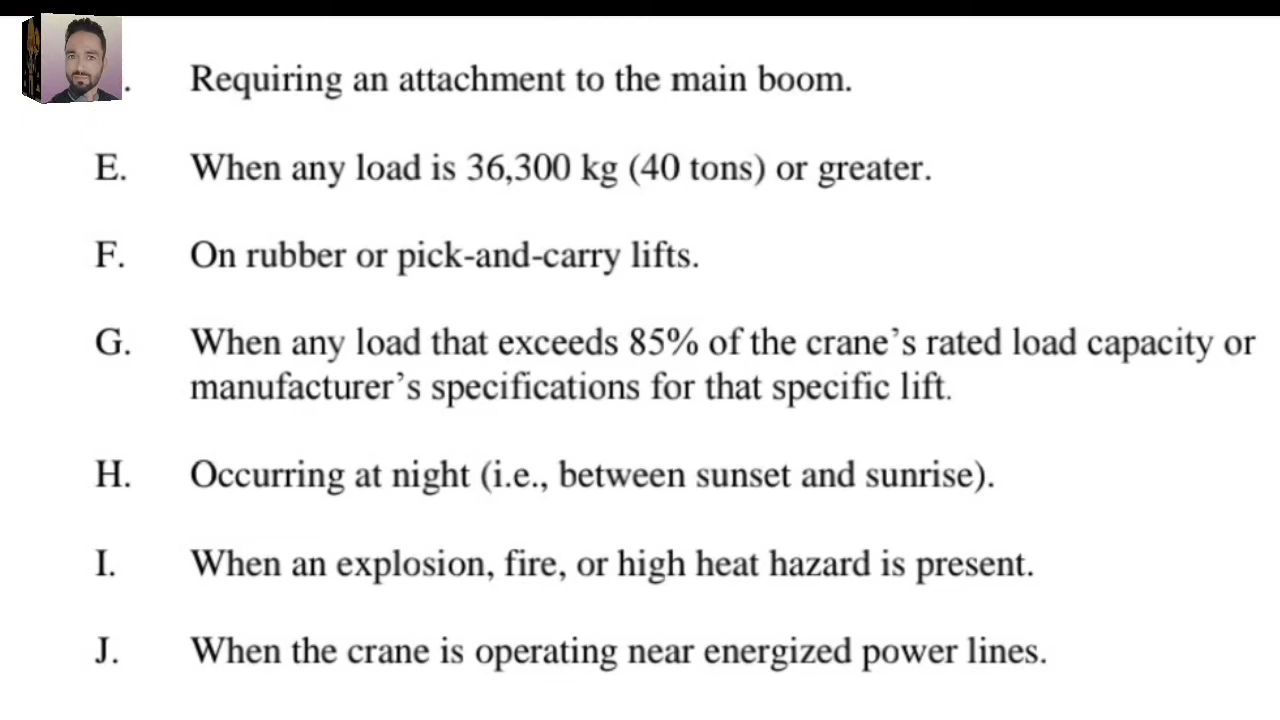 . Requiring an attachment to the main boom.
E. When any load is 36,300 kg (40 tons) or greater.
F. On rubber or pick-and-carry lifts.
G. When any load that exceeds 85% of the crane’s rated load capacity or
manufacturer’s specifications for that specific lift.
H. Occurring at night (i.e., between sunset and sunrise).
I. When an explosion, fire, or high heat hazard is present.
J. When the crane is operating near energized power lines.